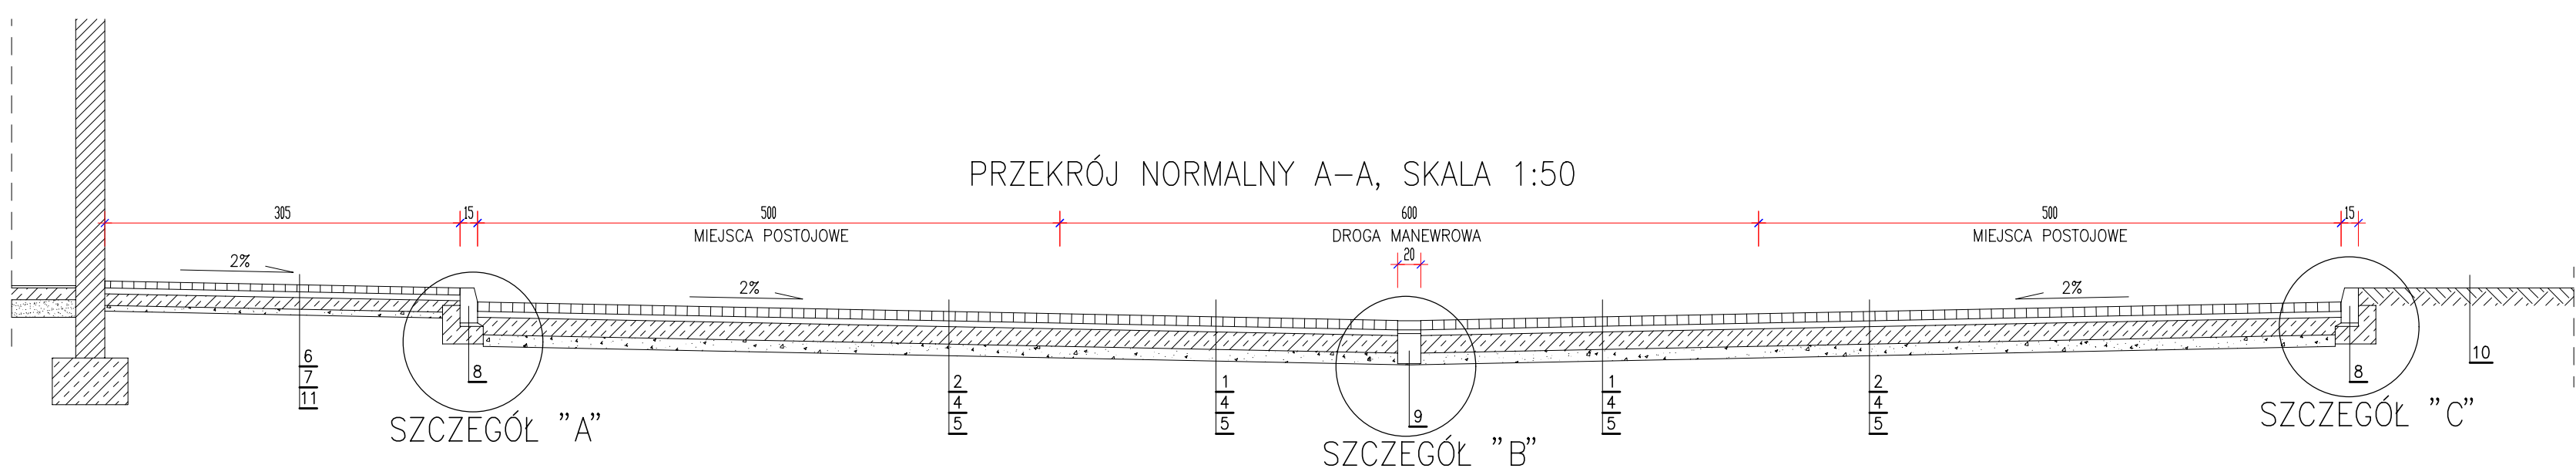 PRZEKRÓJ NORMALNY A-A, SKALA 1:50
305 15 500 600 500 15
MIEJSCA POSTOJOWE DROGA MANEWROWA MIEJSCA POSTOJOWE
20
2% 2% 2%
6
7
11
8
2
4
5
1
4
5
9
1
4
5
2
4
5
8
10
SZCZEGÓŁ "A"
SZCZEGÓŁ "B"
SZCZEGÓŁ "C"